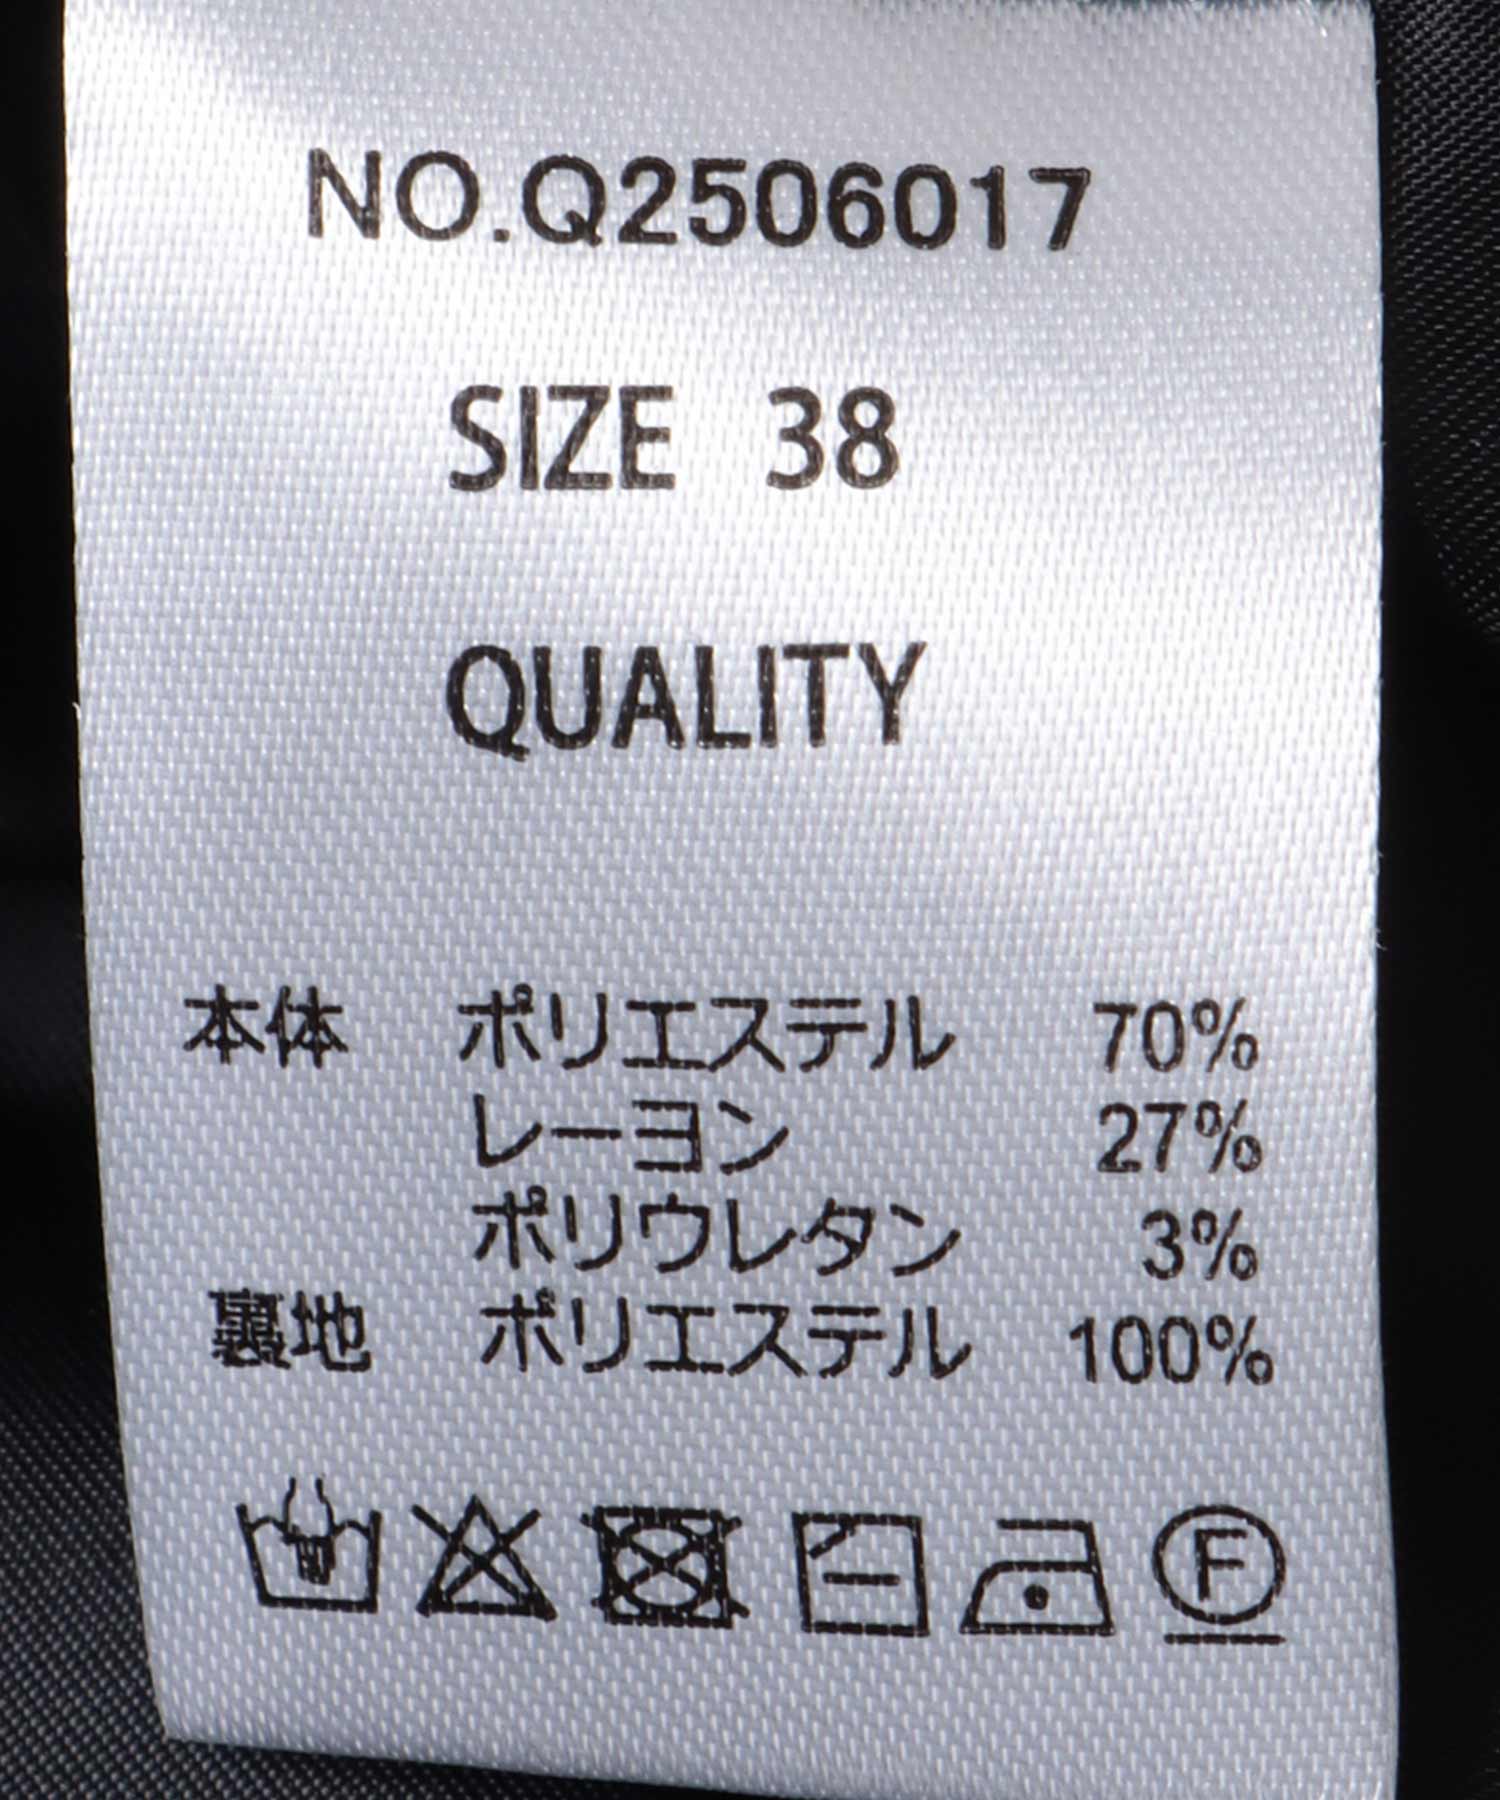 NO.Q2506017
SIZE 38
QUALITY
本体 ポリエステル 70%
レーヨン 27%
ポリウレタン 3%
裏地 ポリエステル 100%
F